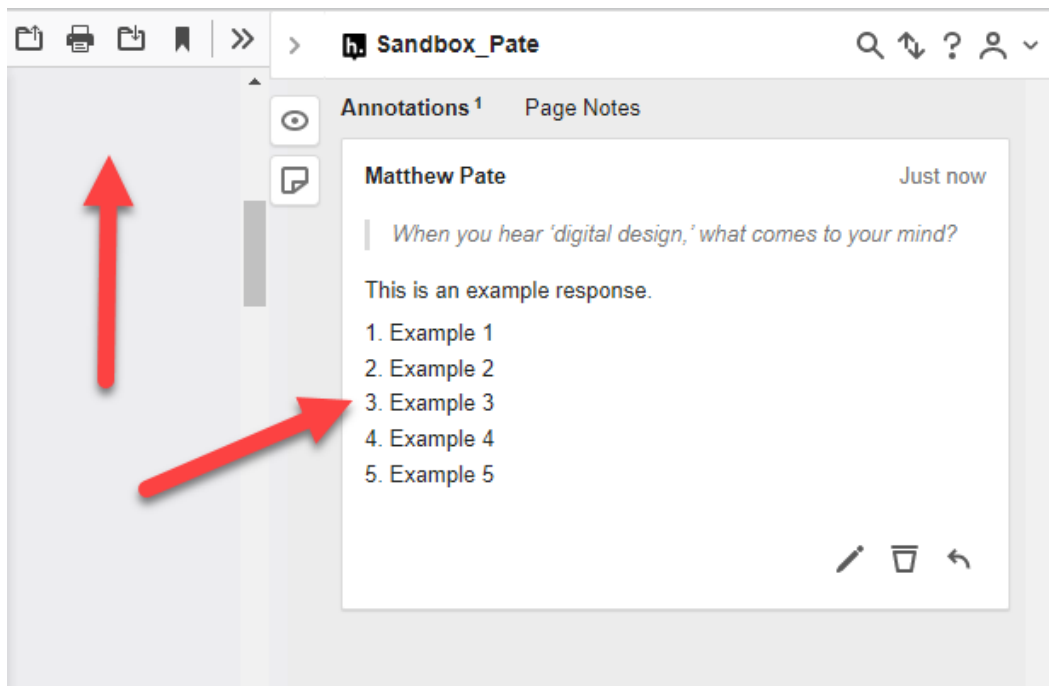 h. Sandbox_Pate
Annotations 1 Page Notes
Matthew Pate Just now
When you hear ‘digital design,’ what comes to your mind?
This is an example response.
1. Example 1
2. Example 2
3. Example 3
4. Example 4
5. Example 5